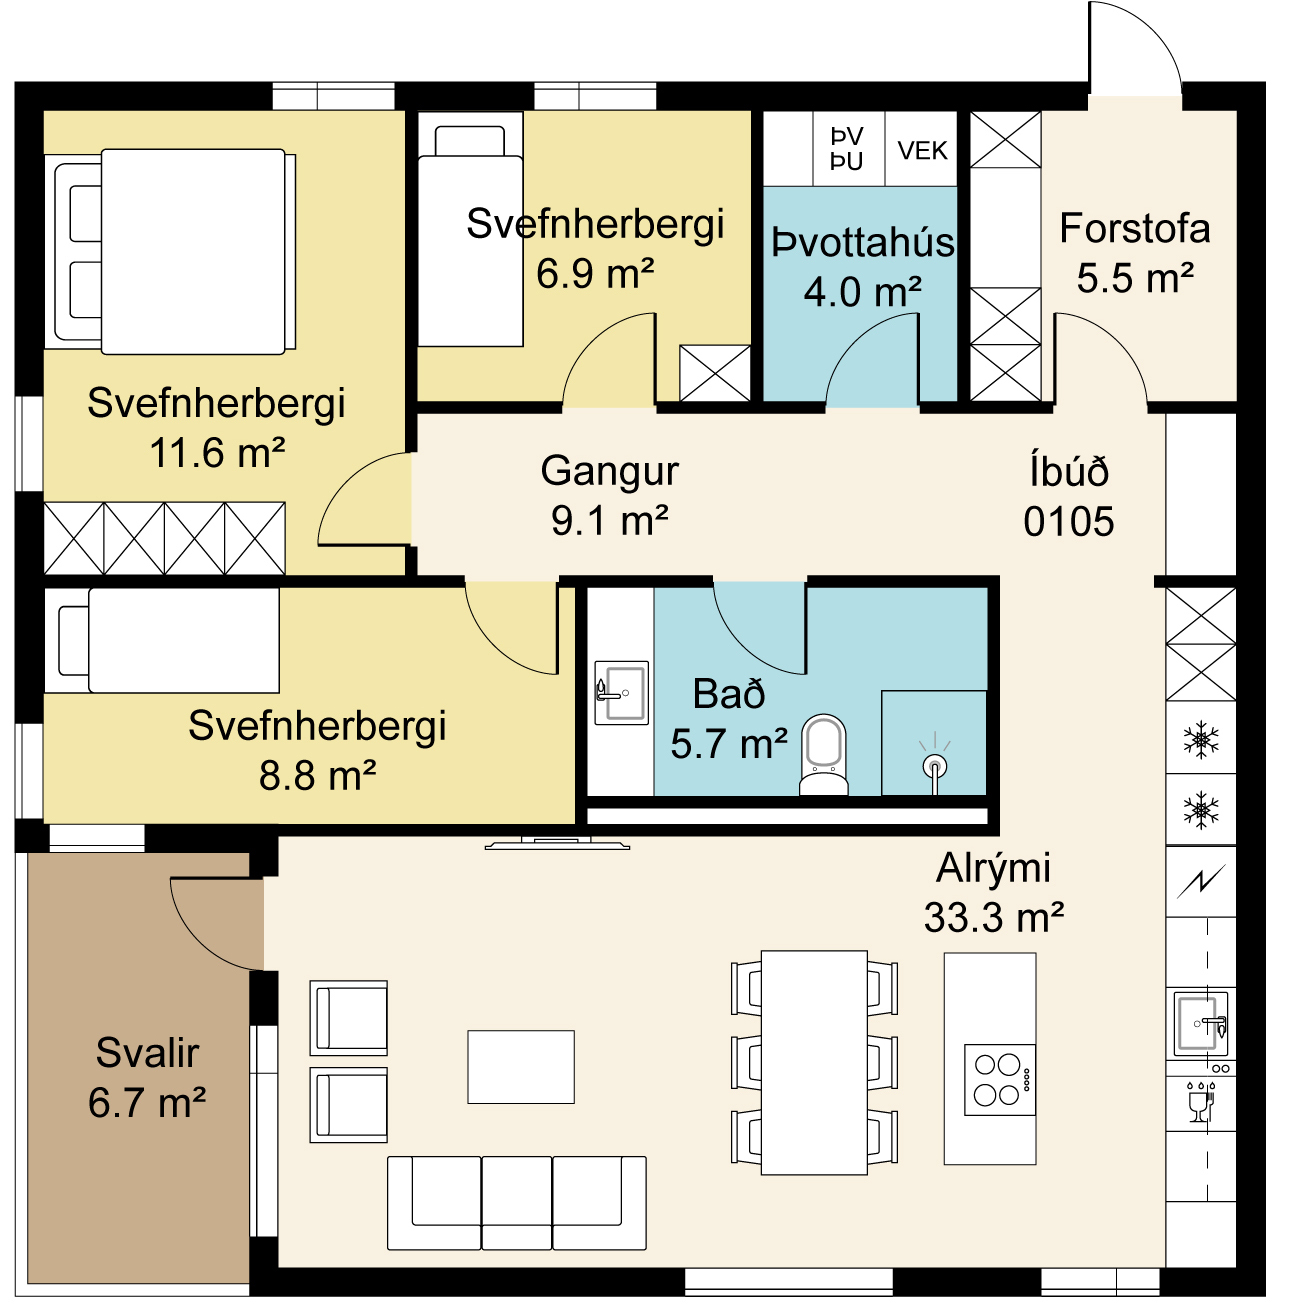 ÞV
ÞU
VEK
Svefnherbergi
6.9 m²
Þvottahús
4.0 m²
Forstofa
5.5 m²
Svefnherbergi
11.6 m²
Gangur
9.1 m²
Íbúð
0105
Svefnherbergi
8.8 m²
Bað
5.7 m²
Alrými
33.3 m²
Svalir
6.7 m²